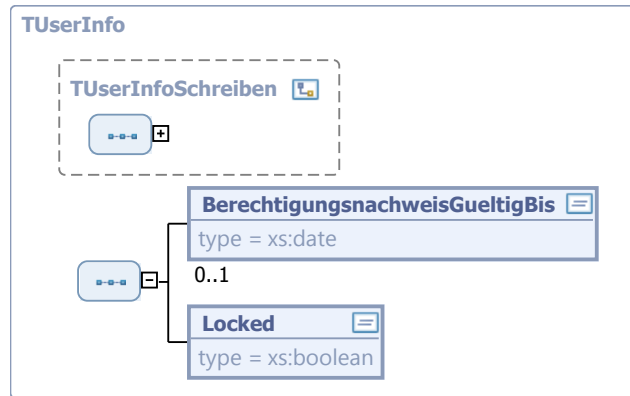 TUserInfo
TUserInfoSchreiben
BerechtigungsnachweisGueltigBis
type = xs:date
0..1
Locked
type = xs:boolean